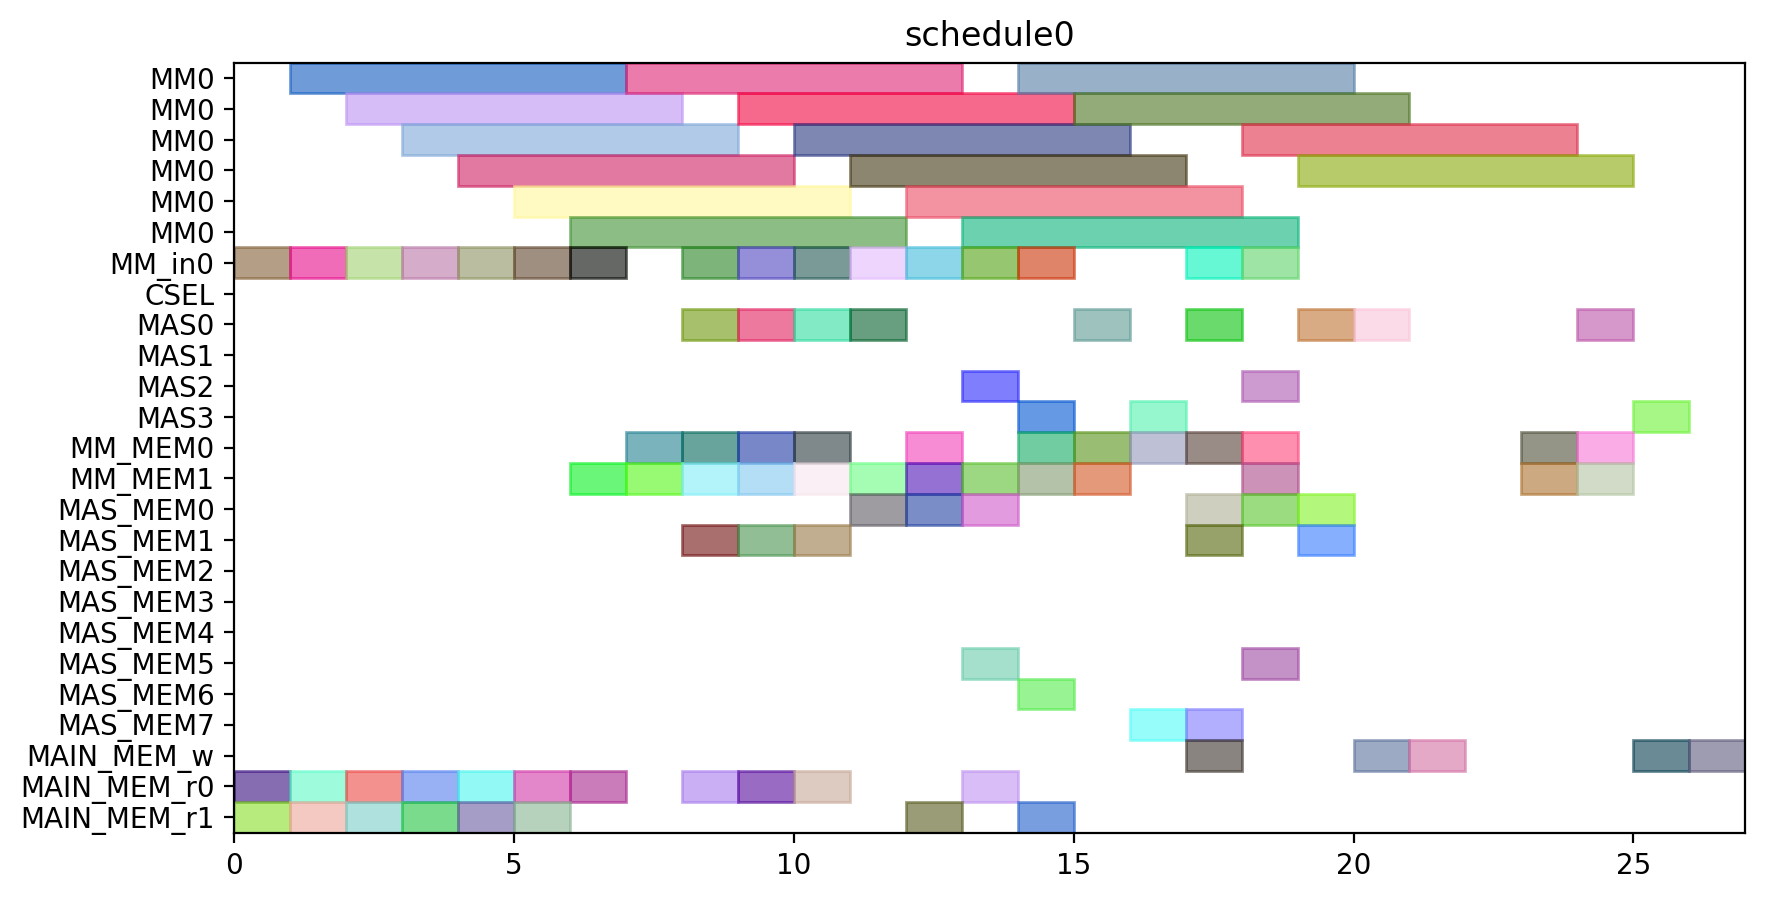 schedule0
MM0
MM0
MM0
MM0
MM0
MM0
MM_in0
CSEL
MAS0
MAS1
MAS2
MAS3
MM_MEM0
MM_MEM1
MAS_MEM0
MAS_MEM1
MAS_MEM2
MAS_MEM3
MAS_MEM4
MAS_MEM5
MAS_MEM6
MAS_MEM7
MAIN_MEM_w
MAIN_MEM_r0
MAIN_MEM_r1
0 5 10 15 20 25